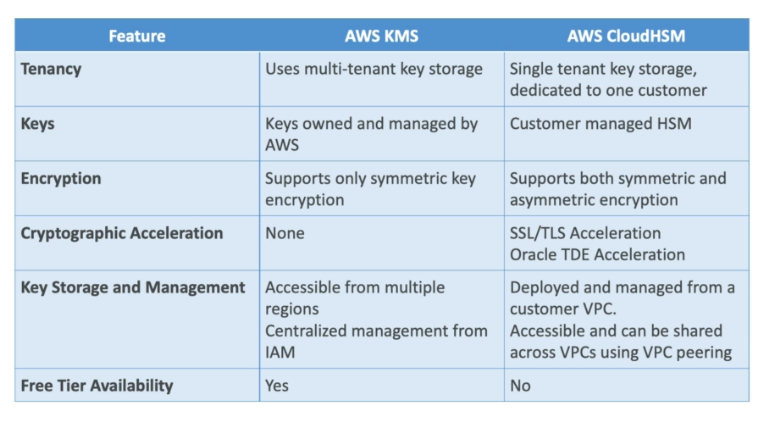 Feature AWS KMS AWS CloudHSM
Tenancy Uses multi-tenant key storage Single tenant key storage,
dedicated to one customer
Keys Keys owned and managed by Customer managed HSM
AWS
Encryption Supports only symmetric key Supports both symmetric and
encryption asymmetric encryption
Cryptographic Acceleration None SSL/TLS Acceleration
Oracle TDE Acceleration
Key Storage and Management Accessible from multiple Deployed and managed from a
regions customer VPC.
Centralized management from Accessible and can be shared
IAM across VPCs using VPC peering
Free Tier Availability Yes No